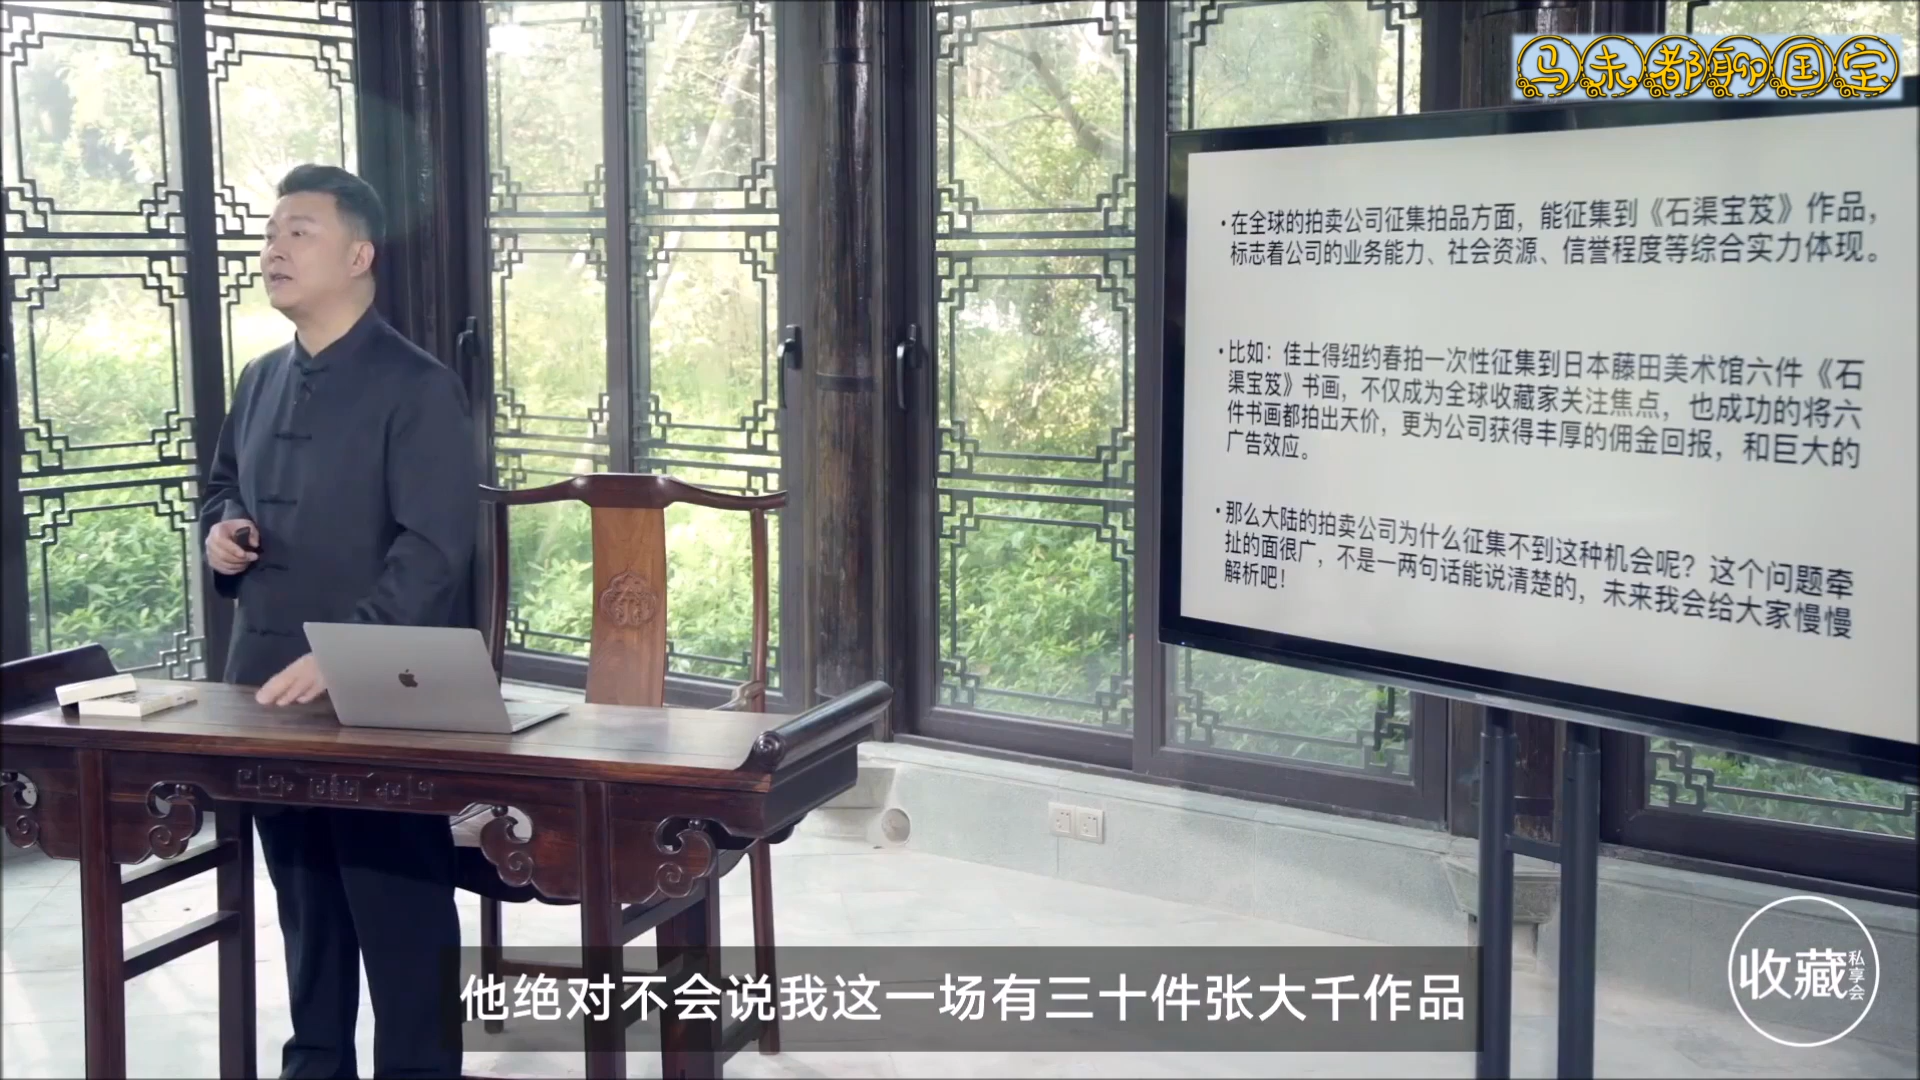 马未都聊国宝
•在全球的拍卖公司征集拍品方面，能征集到《石渠宝笈》作品，
标志着公司的业务能力、社会资源、信誉程度等综合实力体现。
•比如：佳士得纽约春拍一次性征集到日本藤田美术馆六件《石
渠宝笈》书画，不仅成为全球收藏家关注焦点，也成功的将六
件书画都拍出天价，更为公司获得丰厚的佣金回报，和巨大的
广告效应。
•那么大陆的拍卖公司为什么征集不到这种机会呢？这个问题牵
扯的面很广，不是一两句话能说清楚的，未来我会给大家慢慢
解析吧！
他绝对不会说我这一场有三十件张大千作品
收藏
私享会